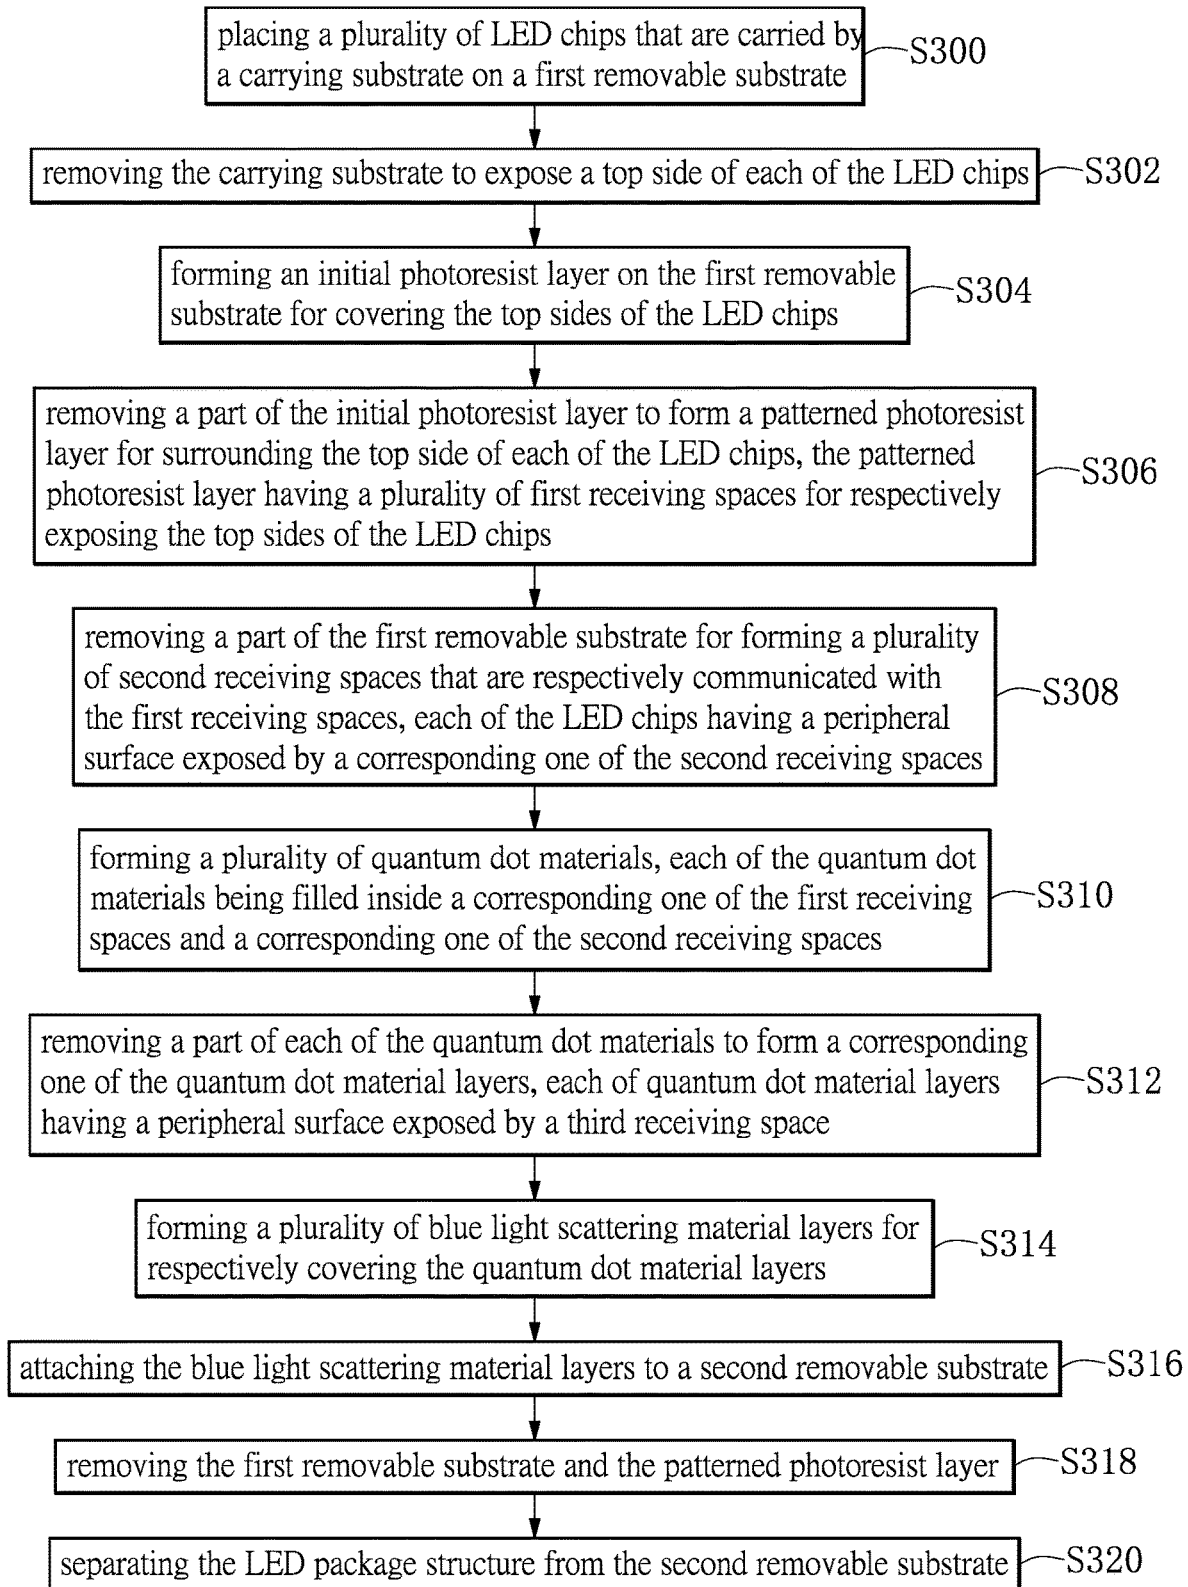 placing a plurality of LED chips that are carried by
a carrying substrate on a first removable substrate
S300
removing the carrying substrate to expose a top side of each of the LED chips
S302
forming an initial photoresist layer on the first removable
substrate for covering the top sides of the LED chips
S304
removing a part of the initial photoresist layer to form a patterned photoresist
layer for surrounding the top side of each of the LED chips, the patterned
photoresist layer having a plurality of first receiving spaces for respectively
exposing the top sides of the LED chips
S306
removing a part of the first removable substrate for forming a plurality
of second receiving spaces that are respectively communicated with
the first receiving spaces, each of the LED chips having a peripheral
surface exposed by a corresponding one of the second receiving spaces
S308
forming a plurality of quantum dot materials, each of the quantum dot
materials being filled inside a corresponding one of the first receiving
spaces and a corresponding one of the second receiving spaces
S310
removing a part of each of the quantum dot materials to form a corresponding
one of the quantum dot material layers, each of quantum dot material layers
having a peripheral surface exposed by a third receiving space
S312
forming a plurality of blue light scattering material layers for
respectively covering the quantum dot material layers
S314
attaching the blue light scattering material layers to a second removable substrate
S316
removing the first removable substrate and the patterned photoresist layer
S318
separating the LED package structure from the second removable substrate
S320